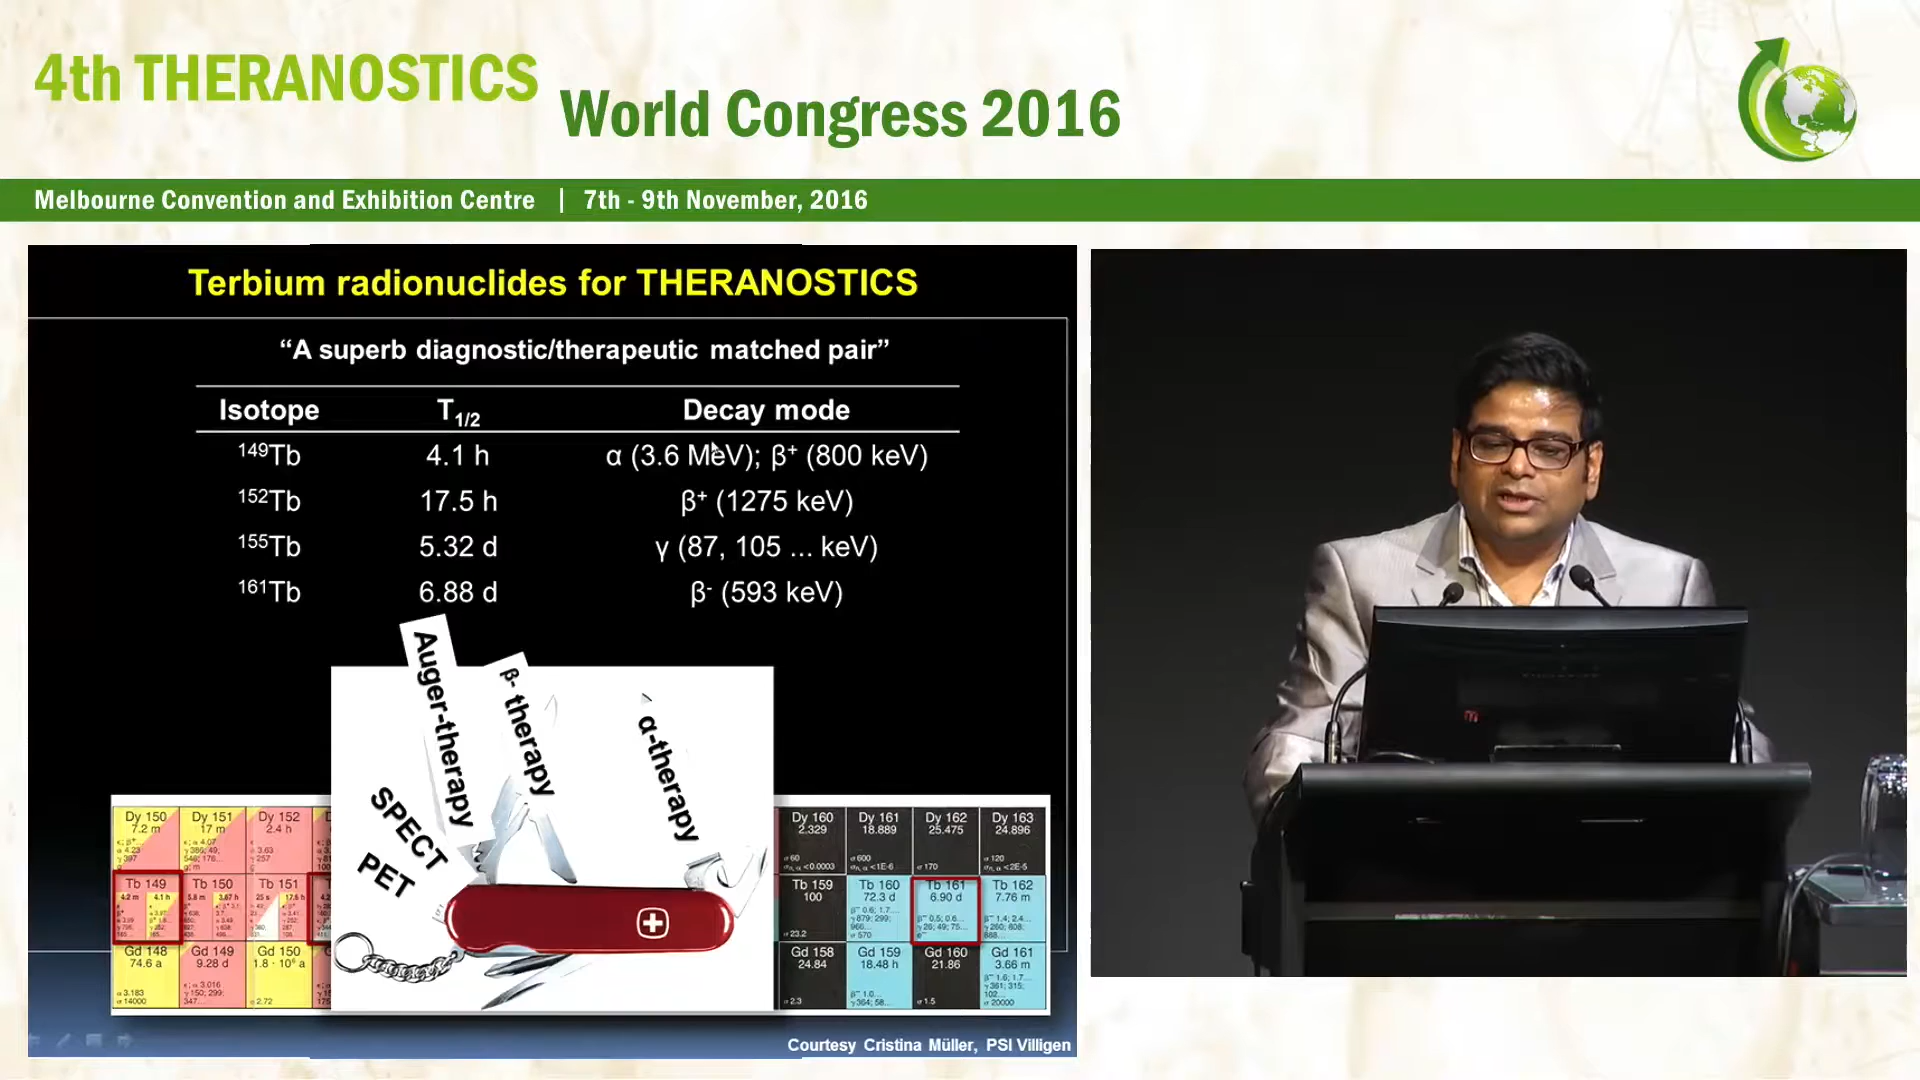 4th THERANOSTICS
World Congress 2016
Melbourne Convention and Exhibition Centre | 7th - 9th November, 2016
Terbium radionuclides for THERANOSTICS
“A superb diagnostic/therapeutic matched pair”
Isotope T1/2 Decay mode
149Tb 4.1 h α (3.6 MeV); β+ (800 keV)
152Tb 17.5 h β+ (1275 keV)
155Tb 5.32 d γ (87, 105 ... keV)
161Tb 6.88 d β- (593 keV)
Auger-therapy
β- therapy
α-therapy
SPECT
PET
Dy 150 Dy 151 Dy 152
7.2 m 17 m 2.4 h
Dy 160 Dy 161 Dy 162 Dy 163
2.329 18.889 25.475 24.896
Tb 149 Tb 150 Tb 151
Tb 159 Tb 160 Tb 161 Tb 162
100 72.3 d 6.90 d 7.76 m
Gd 148 Gd 149 Gd 150
74.6 a 9.28 d 1.8 · 10⁶ a
Gd 158 Gd 159 Gd 160 Gd 161
24.84 18.48 h 21.86 3.66 m
Courtesy Cristina Müller, PSI Villigen